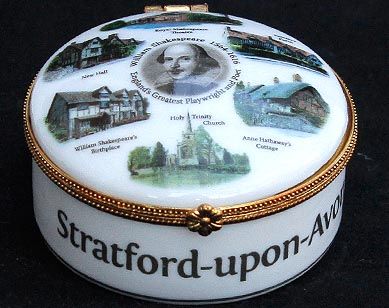 Royal Shakespeare
Theatre
William Shakespeare 1564-1616
England's Greatest Playwright and Poet
New Hall
William Shakespeare's
Birthplace
Holy Trinity
Church
Anne Hathaway's
Cottage
Stratford-upon-Avon